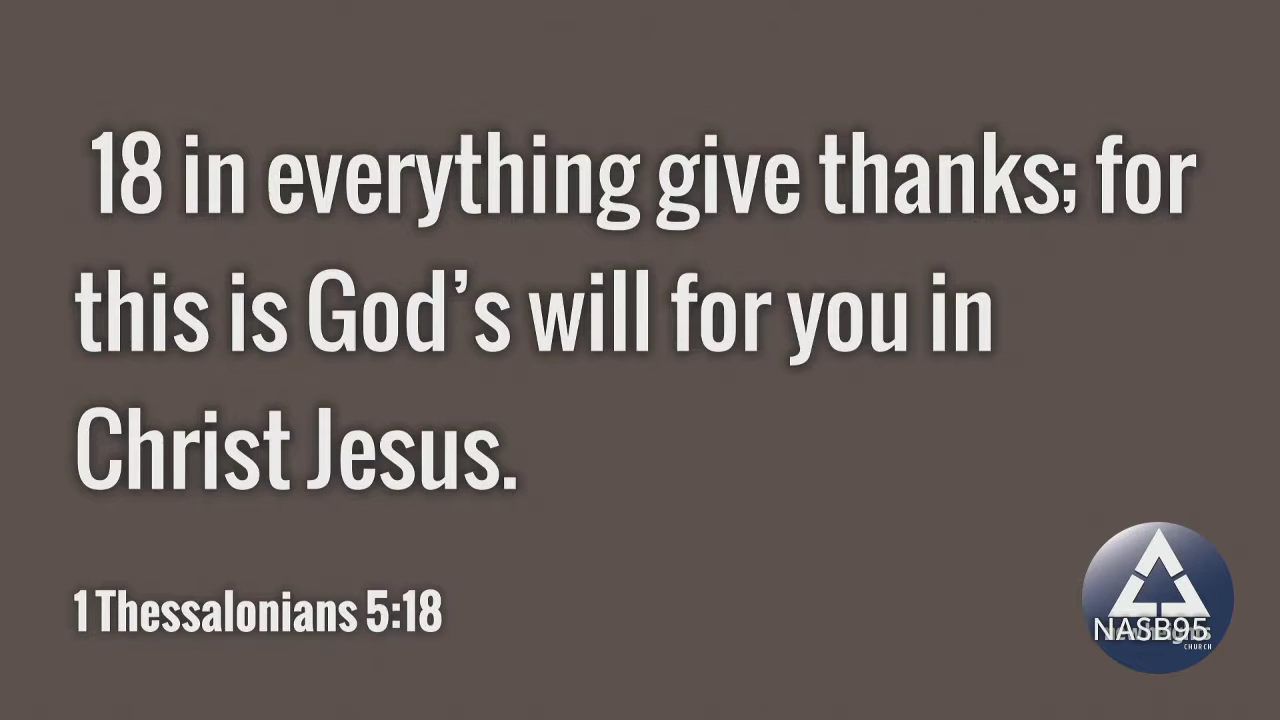 18 in everything give thanks; for
this is God’s will for you in
Christ Jesus.
1 Thessalonians 5:18
NASB95
CHURCH